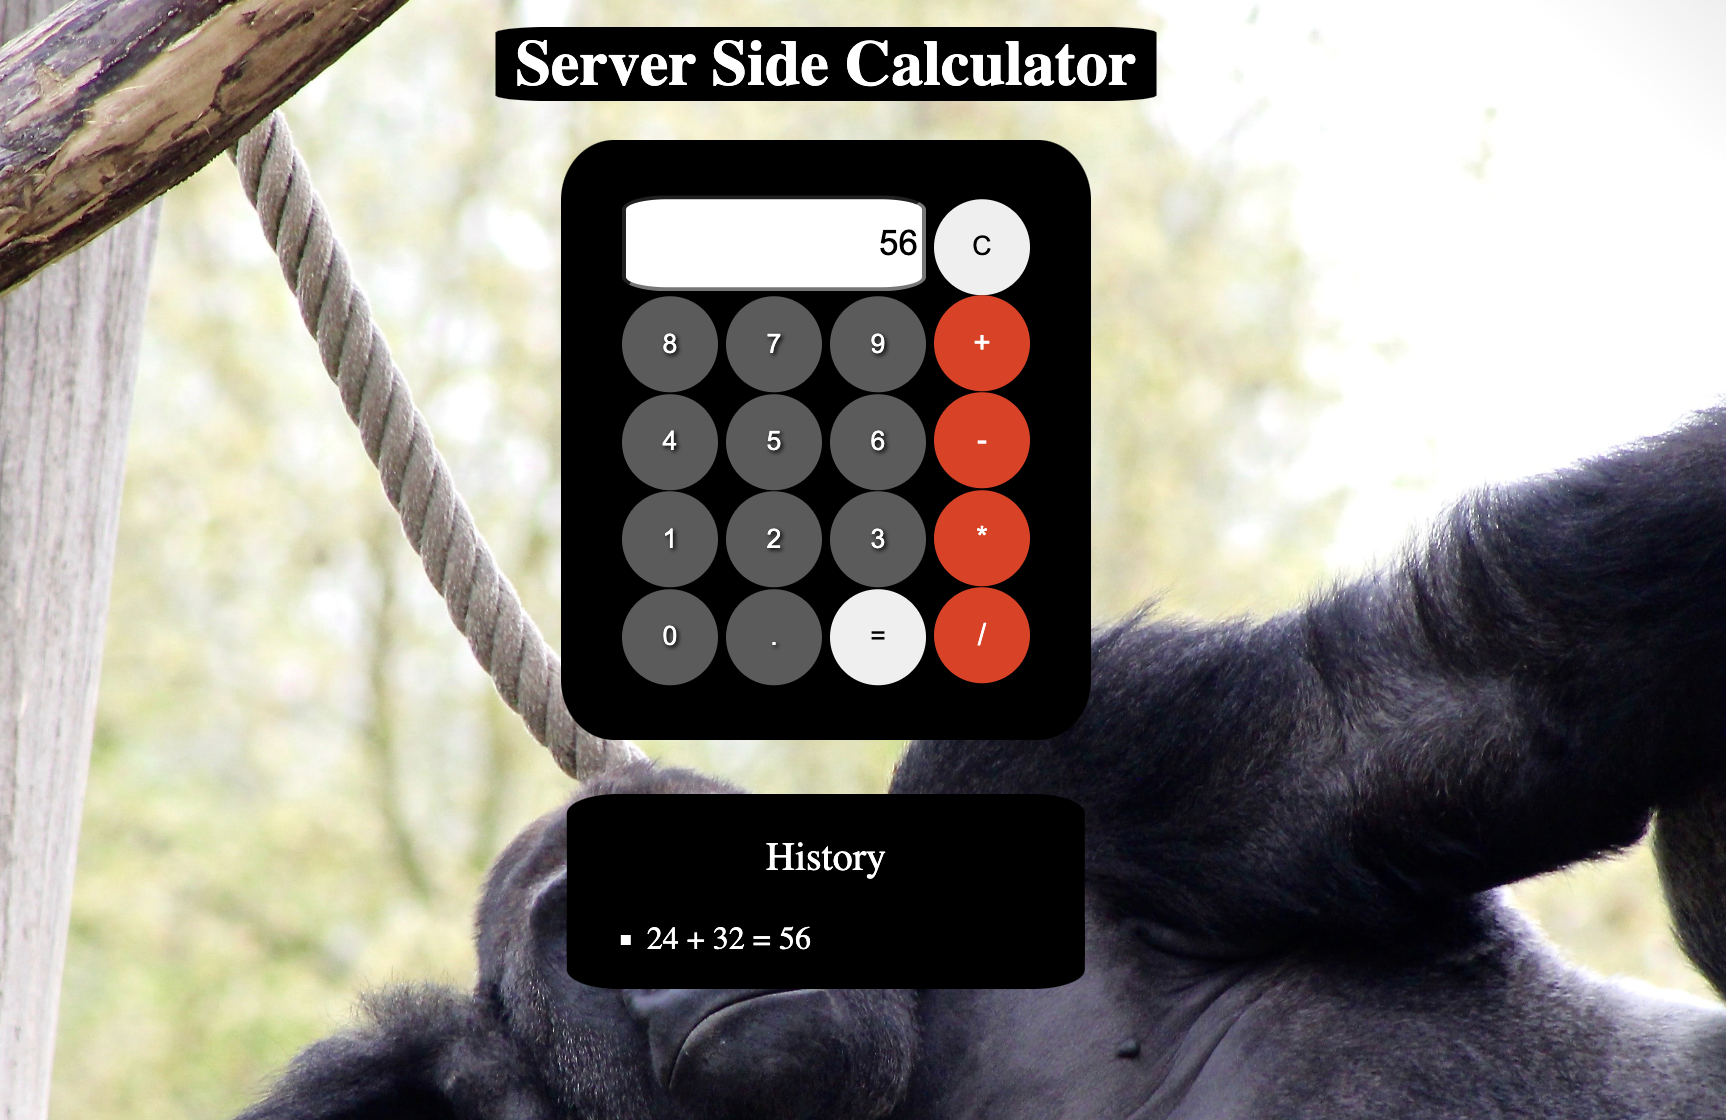 Server Side Calculator
56 C
8 7 9 +
4 5 6 -
1 2 3 *
0 . = /
History
▪ 24 + 32 = 56